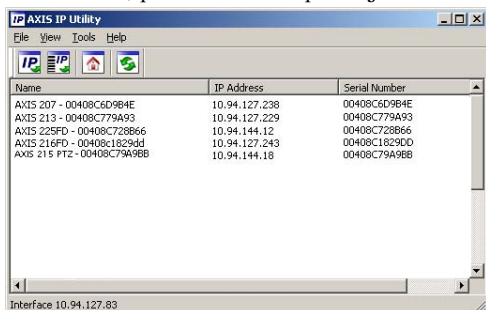 IP AXIS IP Utility
File View Tools Help
IP IP
Name IP Address Serial Number
AXIS 207 - 00408C6D9B4E 10.94.127.238 00408C6D9B4E
AXIS 213 - 00408C779A93 10.94.127.229 00408C779A93
AXIS 225FD - 00408C728B66 10.94.144.12 00408C728B66
AXIS 216FD - 00408c1829dd 10.94.127.243 00408C1829DD
AXIS 215 PTZ - 00408C79A9BB 10.94.144.18 00408C79A9BB
Interface 10.94.127.83